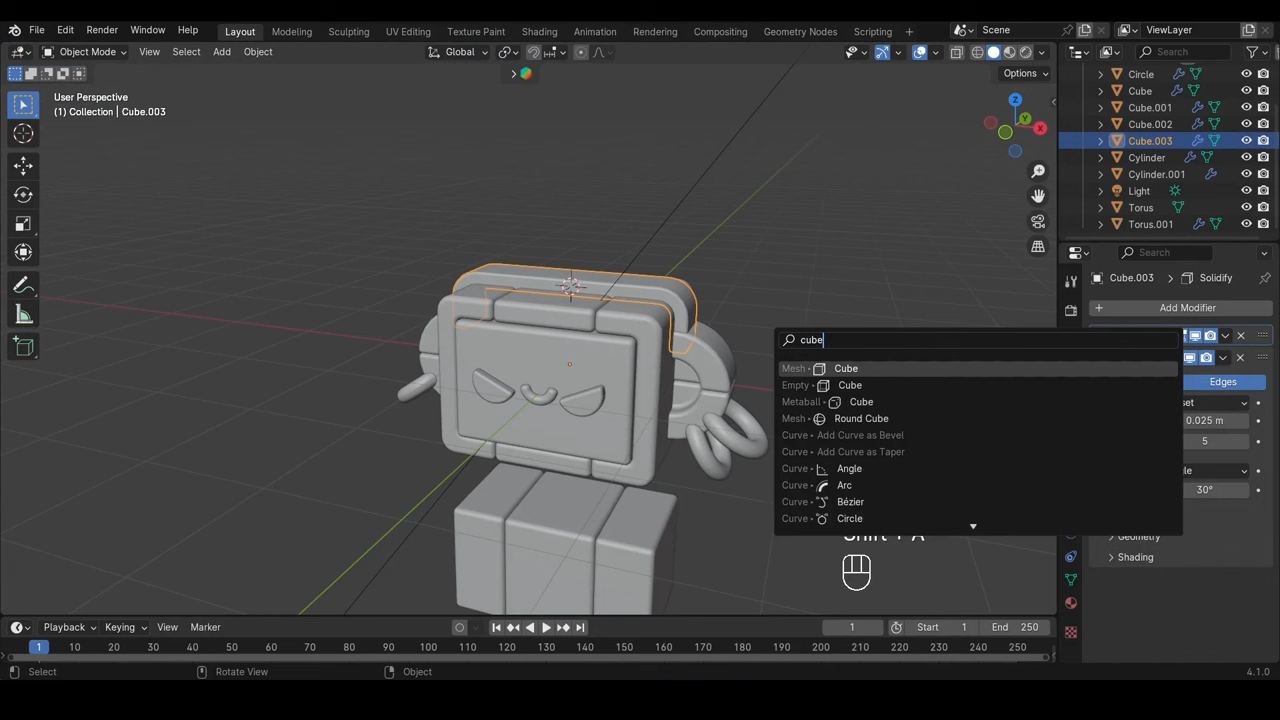 File Edit Render Window Help Layout Modeling Sculpting UV Editing Texture Paint Shading Animation Rendering Compositing Geometry Nodes Scripting Scene ViewLayer
Object Mode View Select Add Object Global Search
Options
User Perspective
(1) Collection | Cube.003
Z
Y
X
Circle
Cube
Cube.001
Cube.002
Cube.003
Cylinder
Cylinder.001
Light
Torus
Torus.001
Search
Cube.003 Solidify
Add Modifier
Edges
set
0.025 m
5
le
30°
Shading
cube
Mesh Cube
Empty Cube
Metaball Cube
Mesh Round Cube
Curve Add Curve as Bevel
Curve Add Curve as Taper
Curve Angle
Curve Arc
Curve Bézier
Curve Circle
Playback Keying View Marker 1 Start 1 End 250
1 10 20 30 40 50 60 70 80 90 100 110 120 130 140 150 160 170 180 190 200 210 220 230 240 250
Select Rotate View Object 4.1.0